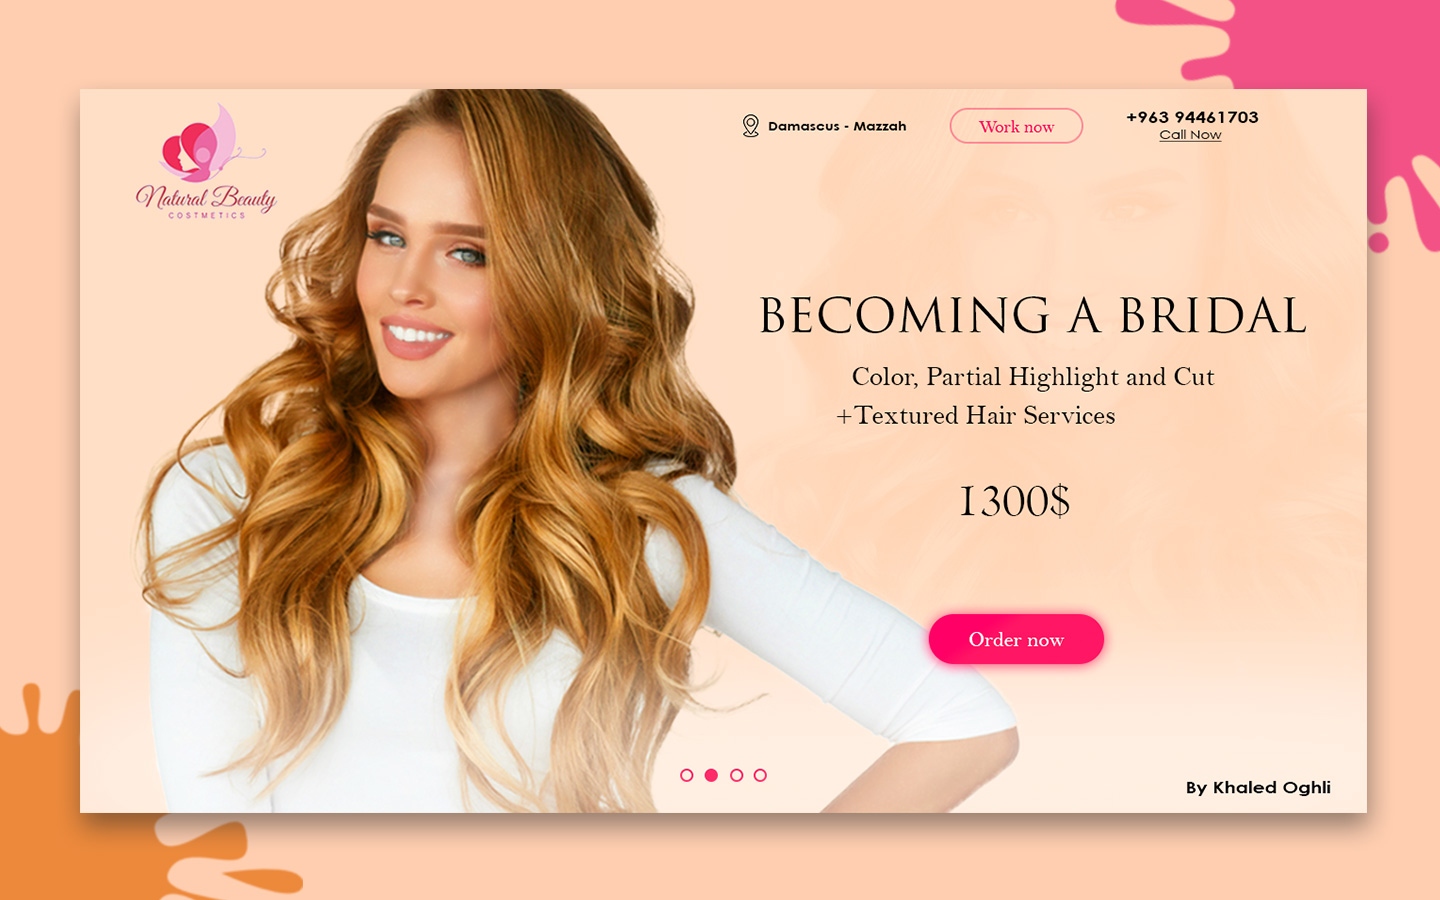 Natural Beauty
COSTMETICS
Damascus - Mazzah
Work now
+963 94461703
Call Now
BECOMING A BRIDAL
Color, Partial Highlight and Cut
+Textured Hair Services
1300$
Order now
By Khaled Oghli